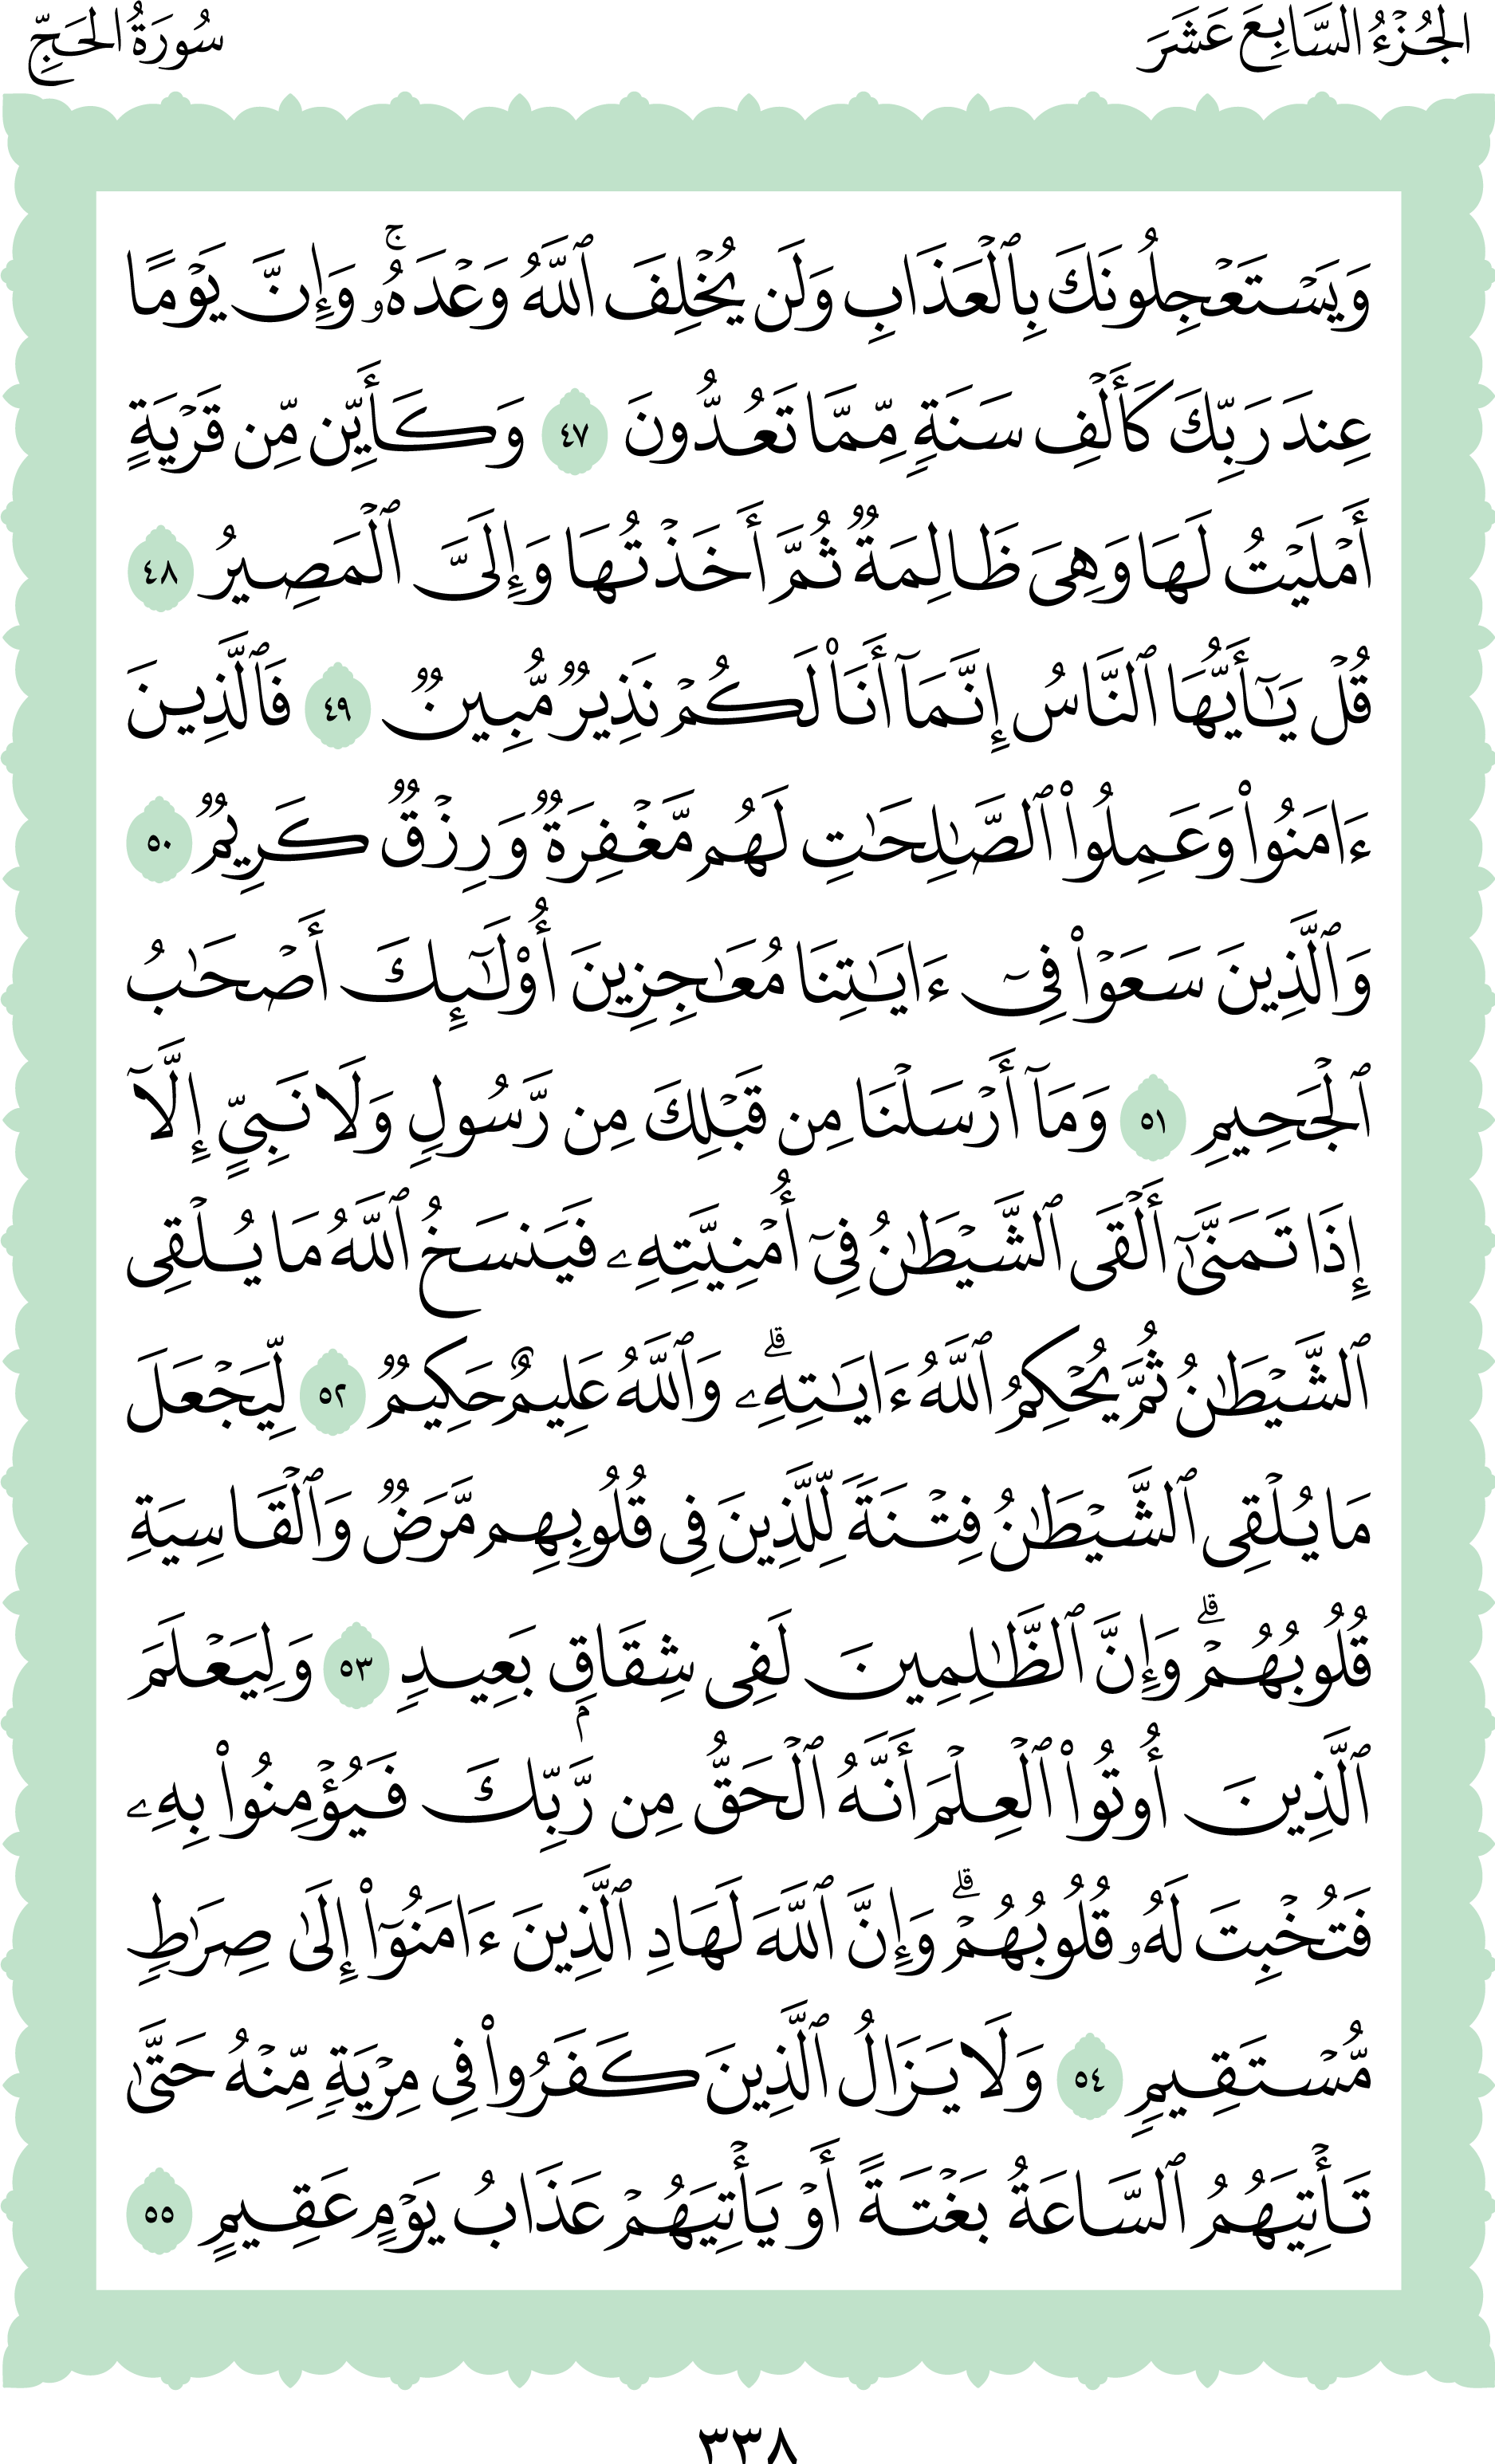 الجُزْءُ السَّابِعَ عَشَرَ
سُورَةُ الحَجِّ
وَيَسۡتَعۡجِلُونَكَ بِٱلۡعَذَابِ وَلَن يُخۡلِفَ ٱللَّهُ وَعۡدَهُۥۚ وَإِنَّ يَوۡمًا
عِندَ رَبِّكَ كَأَلۡفِ سَنَةٖ مِّمَّا تَعُدُّونَ ٤٧ وَكَأَيِّن مِّن قَرۡيَةٍ
أَمۡلَيۡتُ لَهَا وَهِيَ ظَالِمَةٞ ثُمَّ أَخَذۡتُهَا وَإِلَيَّ ٱلۡمَصِيرُ ٤٨
قُلۡ يَٰٓأَيُّهَا ٱلنَّاسُ إِنَّمَآ أَنَا۠ لَكُمۡ نَذِيرٞ مُّبِينٞ ٤٩ فَٱلَّذِينَ
ءَامَنُواْ وَعَمِلُواْ ٱلصَّٰلِحَٰتِ لَهُم مَّغۡفِرَةٞ وَرِزۡقٞ كَرِيمٞ ٥٠
وَٱلَّذِينَ سَعَوۡاْ فِيٓ ءَايَٰتِنَا مُعَٰجِزِينَ أُوْلَٰٓئِكَ أَصۡحَٰبُ
ٱلۡجَحِيمِ ٥١ وَمَآ أَرۡسَلۡنَا مِن قَبۡلِكَ مِن رَّسُولٖ وَلَا نَبِيٍّ إِلَّآ
إِذَا تَمَنَّىٰٓ أَلۡقَى ٱلشَّيۡطَٰنُ فِيٓ أُمۡنِيَّتِهِۦ فَيَنسَخُ ٱللَّهُ مَا يُلۡقِي
ٱلشَّيۡطَٰنُ ثُمَّ يُحۡكِمُ ٱللَّهُ ءَايَٰتِهِۦۗ وَٱللَّهُ عَلِيمٌ حَكِيمٞ ٥٢ لِّيَجۡعَلَ
مَا يُلۡقِي ٱلشَّيۡطَٰنُ فِتۡنَةٗ لِّلَّذِينَ فِي قُلُوبِهِم مَّرَضٞ وَٱلۡقَاسِيَةِ
قُلُوبُهُمۡۗ وَإِنَّ ٱلظَّٰلِمِينَ لَفِي شِقَاقِۭ بَعِيدٖ ٥٣ وَلِيَعۡلَمَ
ٱلَّذِينَ أُوتُواْ ٱلۡعِلۡمَ أَنَّهُ ٱلۡحَقُّ مِن رَّبِّكَ فَيُؤۡمِنُواْ بِهِۦ
فَتُخۡبِتَ لَهُۥ قُلُوبُهُمۡۗ وَإِنَّ ٱللَّهَ لَهَادِ ٱلَّذِينَ ءَامَنُوٓاْ إِلَىٰ صِرَٰطٖ
مُّسۡتَقِيمٖ ٥٤ وَلَا يَزَالُ ٱلَّذِينَ كَفَرُواْ فِي مِرۡيَةٖ مِّنۡهُ حَتَّىٰ
تَأۡتِيَهُمُ ٱلسَّاعَةُ بَغۡتَةً أَوۡ يَأۡتِيَهُمۡ عَذَابُ يَوۡمٍ عَقِيمٍ ٥٥
٣٣٨